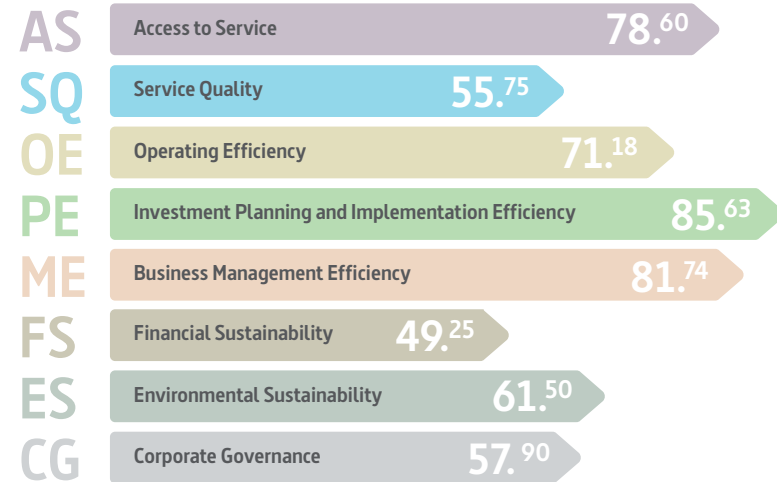 AS Access to Service 78.60
SQ Service Quality 55.75
OE Operating Efficiency 71.18
PE Investment Planning and Implementation Efficiency 85.63
ME Business Management Efficiency 81.74
FS Financial Sustainability 49.25
ES Environmental Sustainability 61.50
CG Corporate Governance 57.90